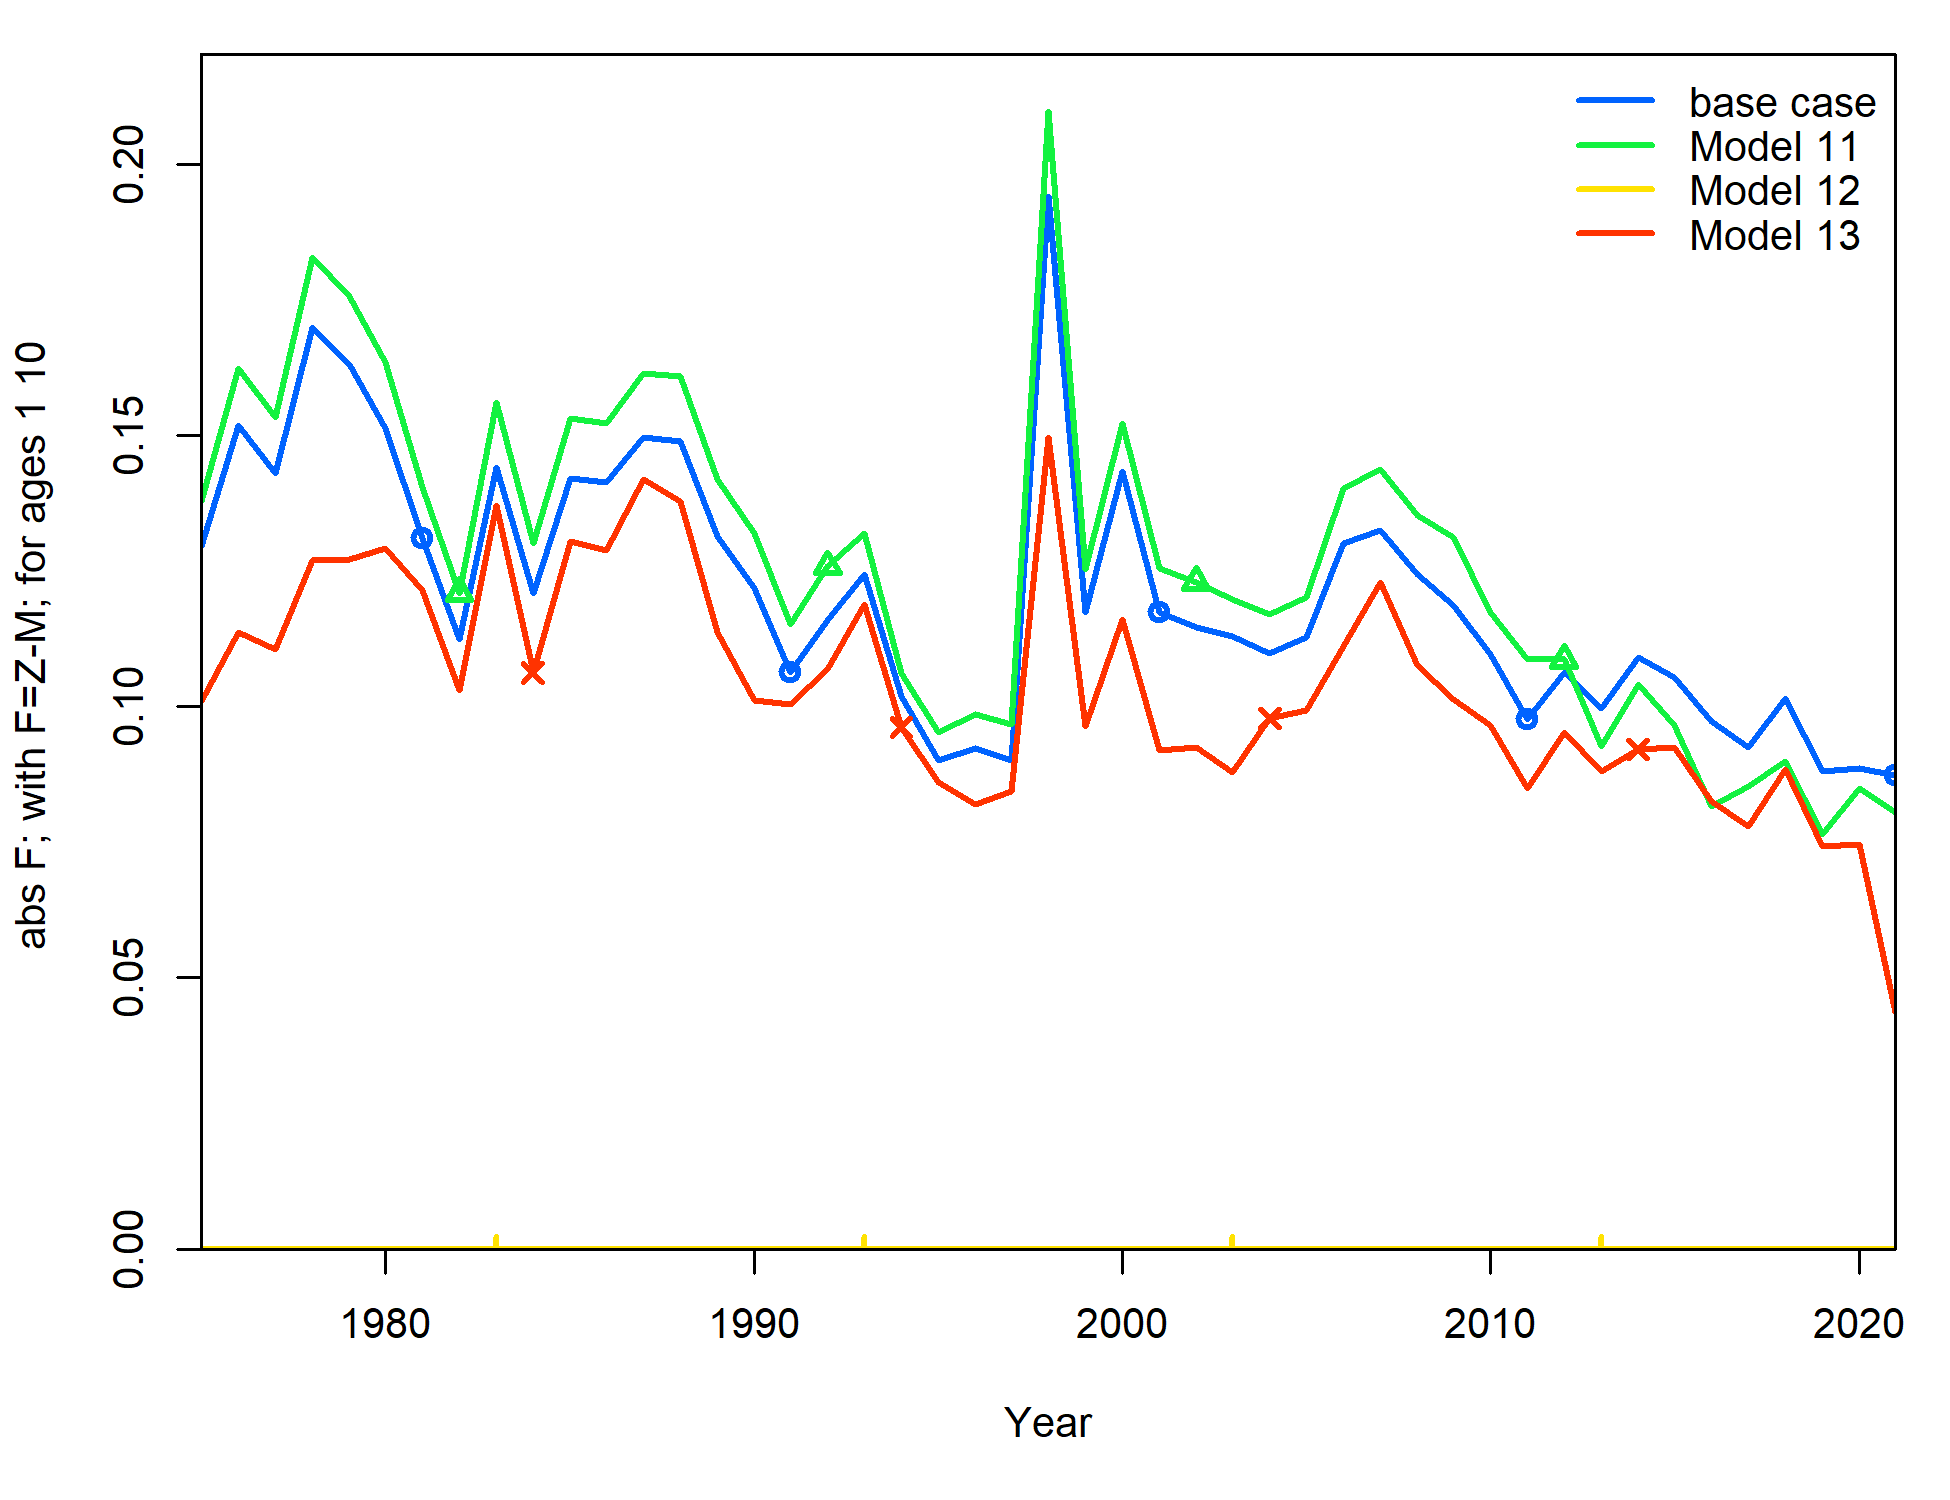 base case
Model 11
Model 12
Model 13
abs F; with F=Z-M; for ages 1 10
0.20
0.15
0.10
0.05
0.00
1980
1990
2000
2010
2020
Year